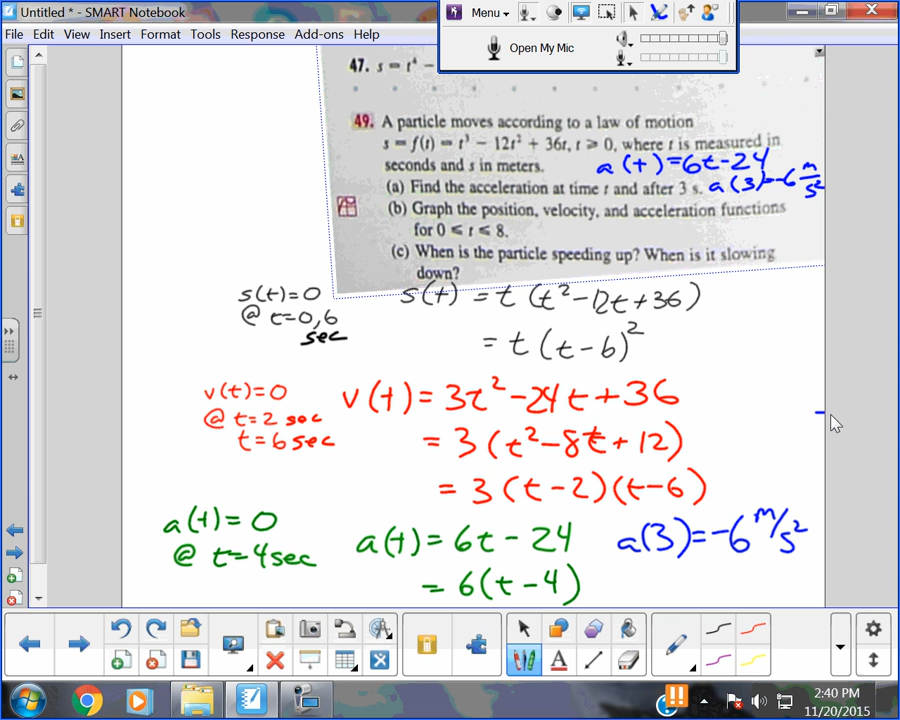 Untitled * - SMART Notebook
File Edit View Insert Format Tools Response Add-ons Help
Menu
Open My Mic
47. s = t⁴ −
49. A particle moves according to a law of motion
s = f(t) = t³ − 12t² + 36t, t ⩾ 0, where t is measured in
seconds and s in meters.
a(t)=6t-24
(a) Find the acceleration at time t and after 3 s.
a(3)=-6 m/s²
(b) Graph the position, velocity, and acceleration functions
for 0 ⩽ t ⩽ 8.
(c) When is the particle speeding up? When is it slowing
down?
s(t)=0
@ t=0,6
sec
s(t) = t(t²-12t+36)
= t(t-6)²
v(t)=0
@ t=2 sec
t=6 sec
v(t)=3t²-24t+36
=3(t²-8t+12)
=3(t-2)(t-6)
a(t)=0
@ t=4sec
a(t)=6t-24
=6(t-4)
a(3)=-6 m/s²
2:40 PM
11/20/2015